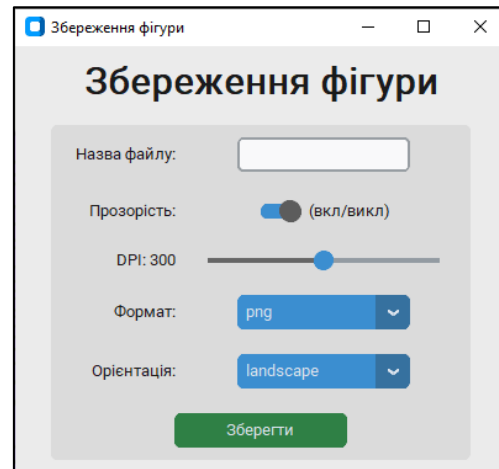 Збереження фігури
Збереження фігури
Назва файлу:
Прозорість: (вкл/викл)
DPI: 300
Формат: png
Орієнтація: landscape
Зберегти